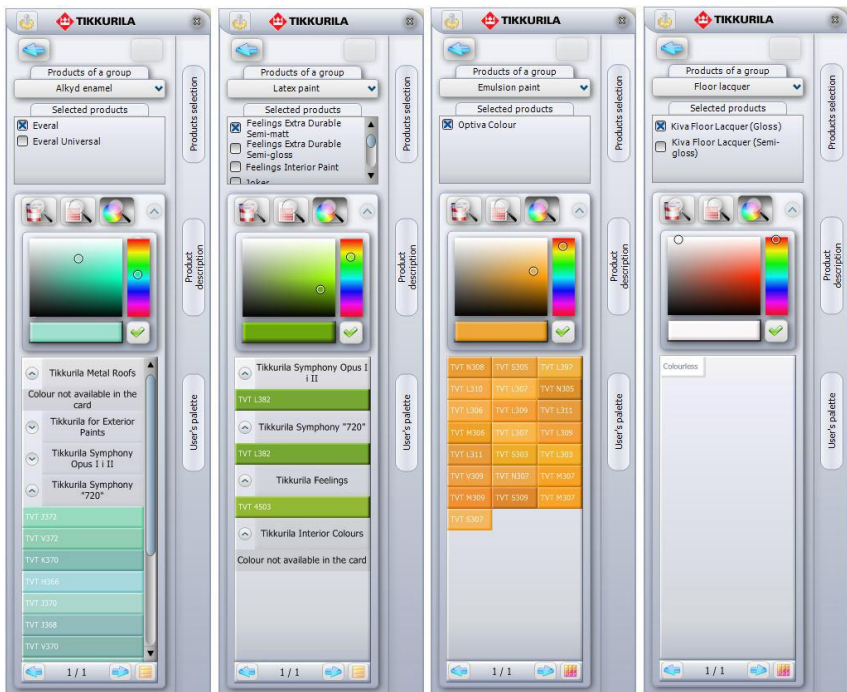 TIKKURILA
Products of a group
Alkyd enamel
Selected products
Everal
Everal Universal
Tikkurila Metal Roofs
Colour not available in the
card
Tikkurila for Exterior
Paints
Tikkurila Symphony
Opus I i II
Tikkurila Symphony
"720"
TVT J372
TVT V372
TVT K370
TVT H366
TVT J370
TVT J368
TVT V370
1/1
Products selection
Product
description
User's palette
TIKKURILA
Products of a group
Latex paint
Selected products
Feelings Extra Durable
Semi-matt
Feelings Extra Durable
Semi-gloss
Feelings Interior Paint
Joker
Tikkurila Symphony Opus I
i II
TVT L382
Tikkurila Symphony "720"
TVT L382
Tikkurila Feelings
TVT 4503
Tikkurila Interior Colours
Colour not available in the card
1/1
Products selection
Product
description
User's palette
TIKKURILA
Products of a group
Emulsion paint
Selected products
Optiva Colour
TVT N308 TVT S305 TVT L397
TVT L310 TVT L307 TVT N305
TVT L306 TVT L309 TVT L311
TVT M306 TVT L307 TVT L309
TVT L311 TVT S303 TVT L303
TVT V309 TVT N307 TVT M307
TVT M309 TVT S309 TVT M307
TVT S307
1/1
Products selection
Product
description
User's palette
TIKKURILA
Products of a group
Floor lacquer
Selected products
Kiva Floor Lacquer (Gloss)
Kiva Floor Lacquer (Semi-
gloss)
Colourless
1/1
Products selection
Product
description
User's palette